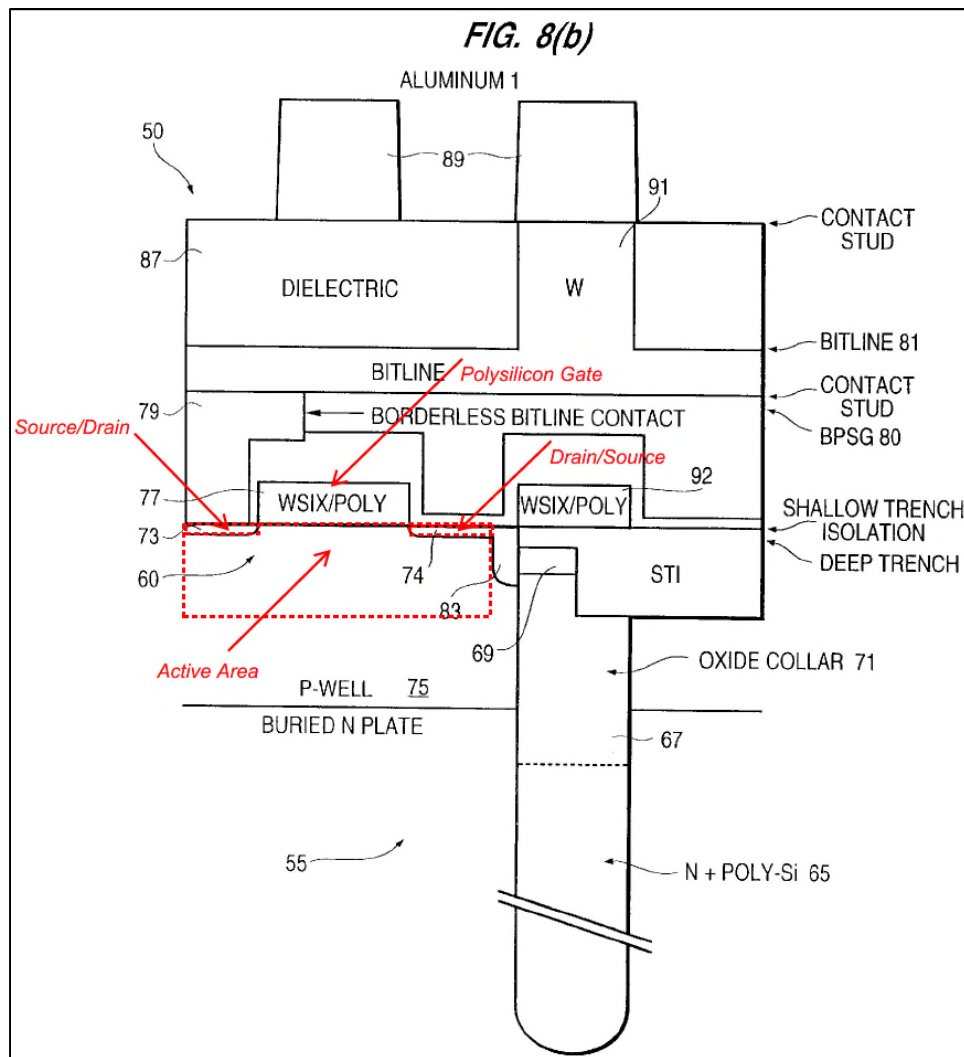 FIG. 8(b)
ALUMINUM 1
50
89
91
CONTACT
STUD
87
DIELECTRIC
W
BITLINE 81
BITLINE
Polysilicon Gate
CONTACT
STUD
79
BORDERLESS BITLINE CONTACT
BPSG 80
Source/Drain
Drain/Source
77
WSIX/POLY
92
WSIX/POLY
SHALLOW TRENCH
ISOLATION
73
60
74
DEEP TRENCH
STI
83
69
Active Area
OXIDE COLLAR 71
P-WELL 75
BURIED N PLATE
67
55
N + POLY-Si 65